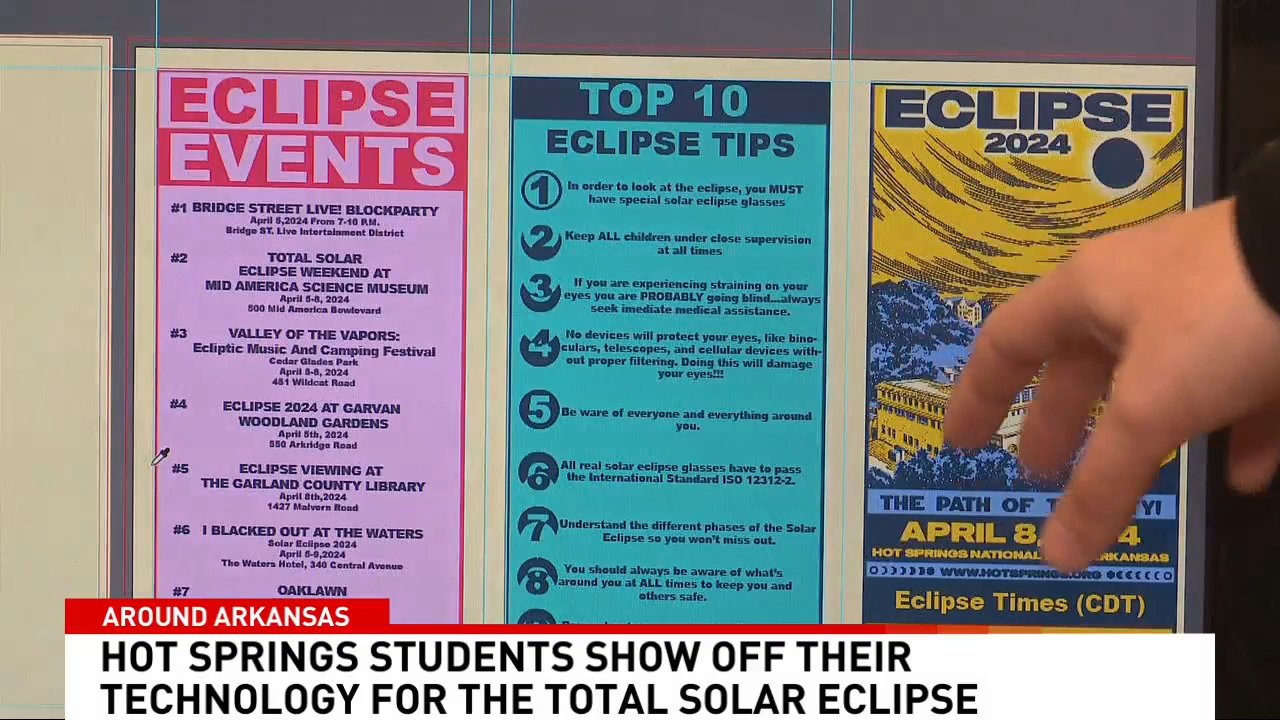 ECLIPSE
EVENTS
#1 BRIDGE STREET LIVE! BLOCKPARTY
April 5,2024 From 7-10 P.M.
Bridge ST. Live Intertainment District
#2 TOTAL SOLAR
ECLIPSE WEEKEND AT
MID AMERICA SCIENCE MUSEUM
April 5-8, 2024
500 Mid America Bowlevard
#3 VALLEY OF THE VAPORS:
Ecliptic Music And Camping Festival
Cedar Glades Park
April 5-8, 2024
451 Wildcat Road
#4 ECLIPSE 2024 AT GARVAN
WOODLAND GARDENS
April 5th, 2024
550 Arkridge Road
#5 ECLIPSE VIEWING AT
THE GARLAND COUNTY LIBRARY
April 8th,2024
1427 Malvern Road
#6 I BLACKED OUT AT THE WATERS
Solar Eclipse 2024
April 5-9,2024
The Waters Hotel, 340 Central Avenue
#7 OAKLAWN
TOP 10
ECLIPSE TIPS
1 In order to look at the eclipse, you MUST
have special solar eclipse glasses
2 Keep ALL children under close supervision
at all times
3 If you are experiencing straining on your
eyes you are PROBABLY going blind...always
seek imediate medical assistance.
4 No devices will protect your eyes, like bino-
culars, telescopes, and cellular devices with-
out proper filtering. Doing this will damage
your eyes!!!
5 Be ware of everyone and everything around
you.
6 All real solar eclipse glasses have to pass
the International Standard ISO 12312-2.
7 Understand the different phases of the Solar
Eclipse so you won't miss out.
8 You should always be aware of what's
around you at ALL times to keep you and
others safe.
ECLIPSE
2024
THE PATH OF
APRIL 8, 4
HOT SPRINGS NATIONAL ARKANSAS
WWW.HOTSPRINGS.ORG
Eclipse Times (CDT)
AROUND ARKANSAS
HOT SPRINGS STUDENTS SHOW OFF THEIR
TECHNOLOGY FOR THE TOTAL SOLAR ECLIPSE